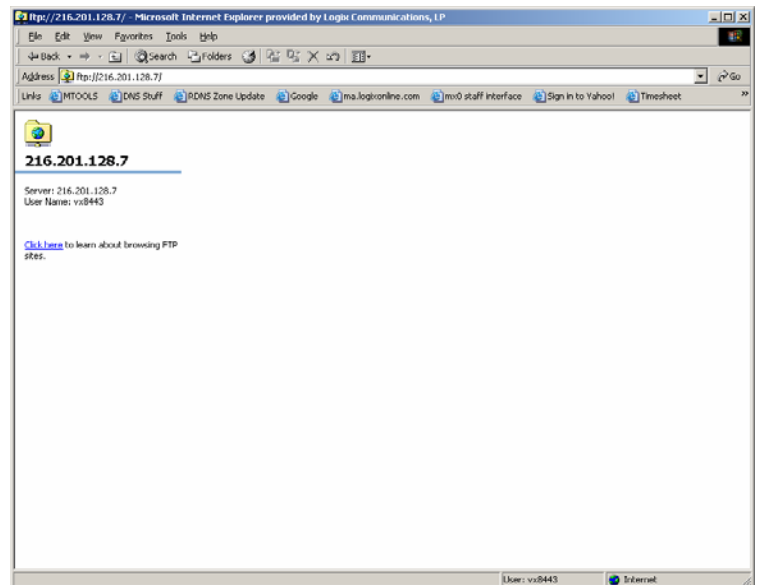 ftp://216.201.128.7/ - Microsoft Internet Explorer provided by Logix Communications, LP
File Edit View Favorites Tools Help
Back Search Folders
Address ftp://216.201.128.7/ Go
Links MTOOLS DNS Stuff RDNS Zone Update Google ma.logixonline.com mx0 staff interface Sign in to Yahoo! Timesheet »
216.201.128.7
Server: 216.201.128.7
User Name: vx8443
Click here to learn about browsing FTP
sites.
User: vx8443 Internet